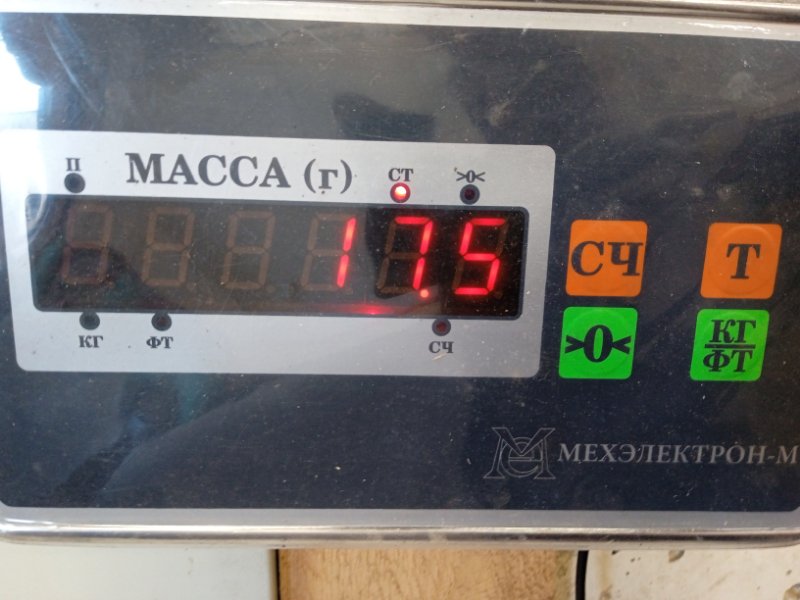 П МАССА (г) СТ >0<
17.5
КГ ФТ СЧ
СЧ Т
>0< КГ/ФТ
МЕХЭЛЕКТРОН-М